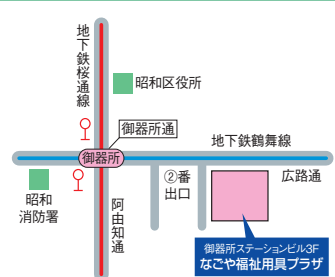 地下鉄桜通線
昭和区役所
御器所通
地下鉄鶴舞線
御器所
広路通
②番
出口
昭和
消防署
阿由知通
御器所ステーションビル3F
なごや福祉用具プラザ